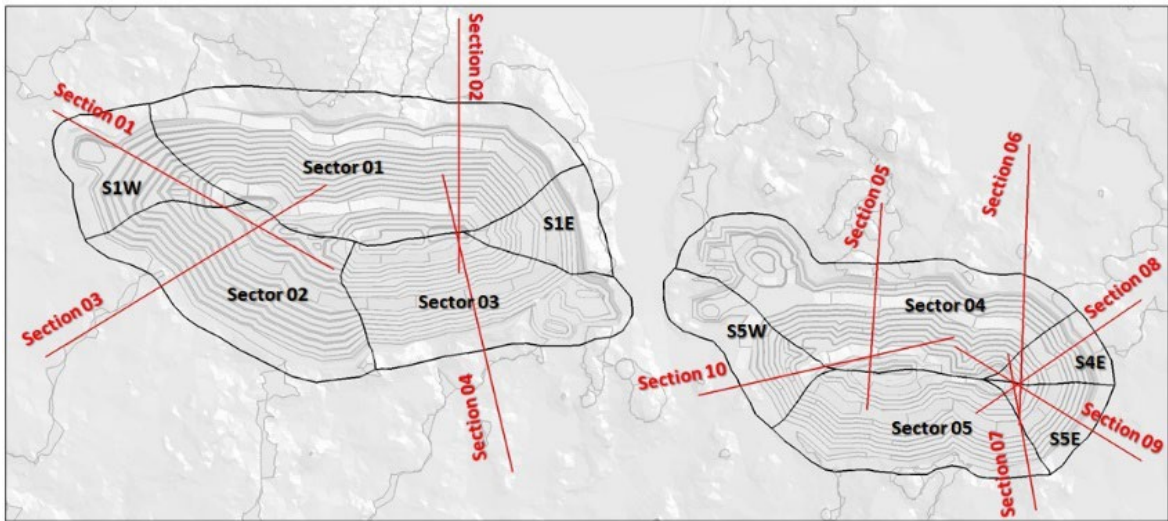 Section 01
Section 02
Sector 01
S1W
S1E
Sector 02
Sector 03
Section 03
Section 04
Section 05
Section 06
Section 08
Sector 04
S5W
S4E
Section 10
Sector 05
S5E
Section 09
Section 07